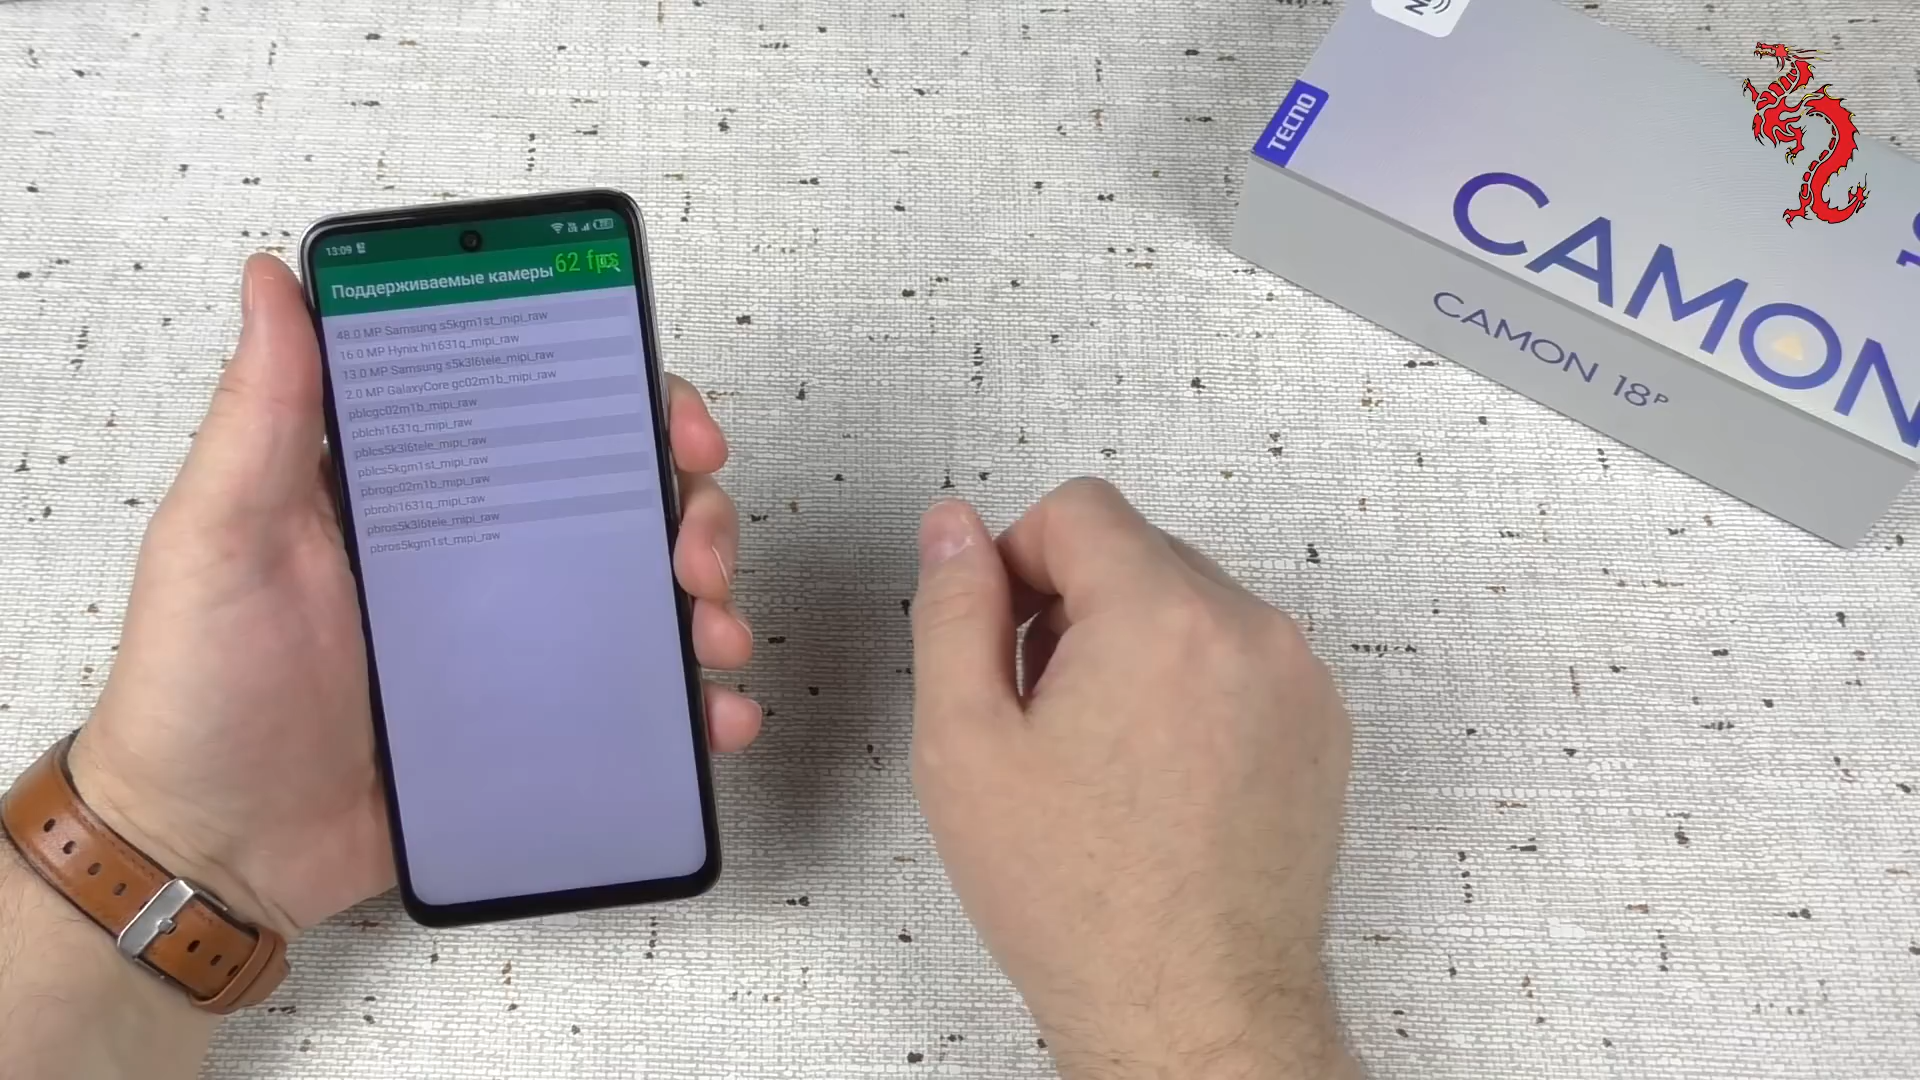 13:09
62 fps
Поддерживаемые камеры
48.0 MP Samsung s5kgm1st_mipi_raw
16.0 MP Hynix hi1631q_mipi_raw
13.0 MP Samsung s5k3l6tele_mipi_raw
2.0 MP GalaxyCore gc02m1b_mipi_raw
pblcgc02m1b_mipi_raw
pblchi1631q_mipi_raw
pblcs5k3l6tele_mipi_raw
pblcs5kgm1st_mipi_raw
pbrogc02m1b_mipi_raw
pbrohi1631q_mipi_raw
pbros5k3l6tele_mipi_raw
pbros5kgm1st_mipi_raw
TECNO
CAMON
CAMON 18P